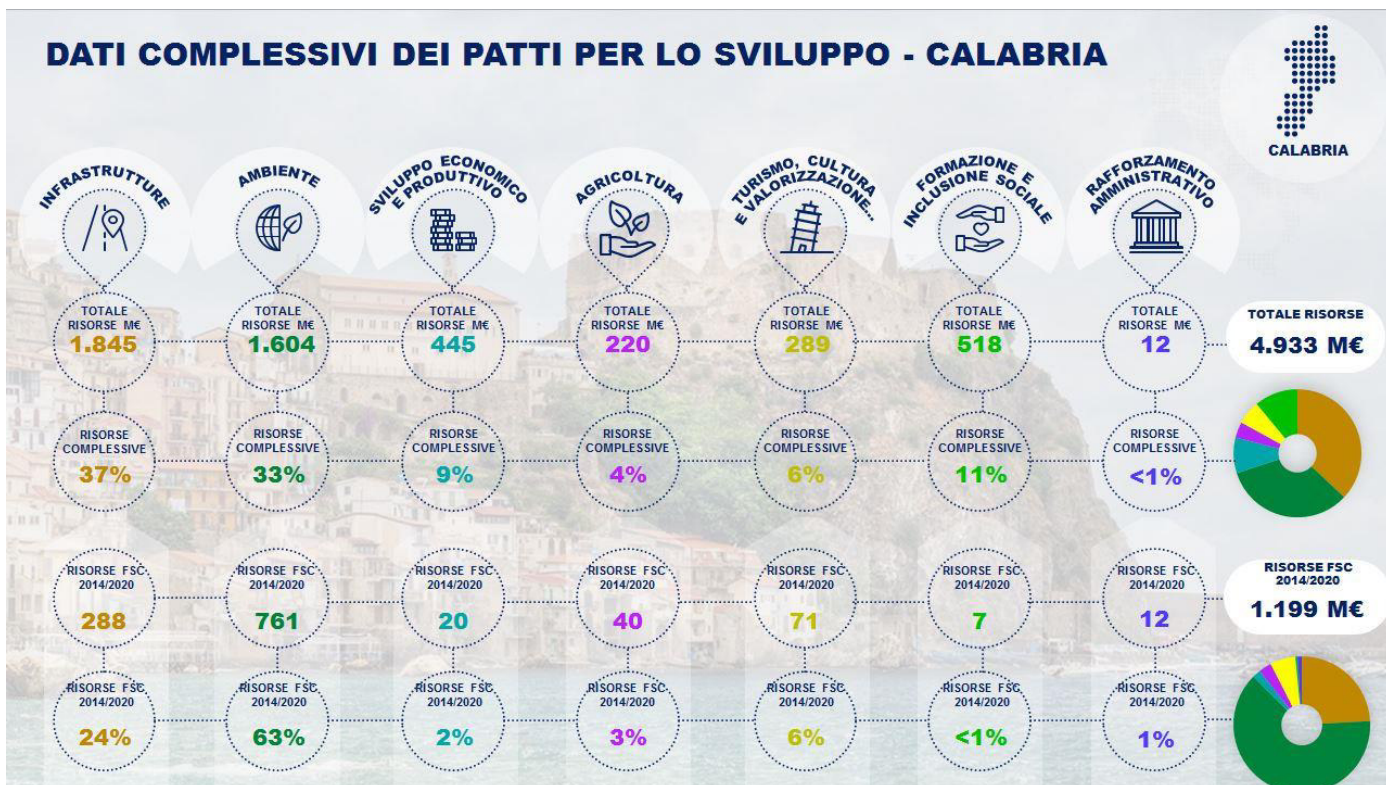 DATI COMPLESSIVI DEI PATTI PER LO SVILUPPO - CALABRIA
CALABRIA
INFRASTRUTTURE
AMBIENTE
SVILUPPO ECONOMICO
E PRODUTTIVO
AGRICOLTURA
TURISMO, CULTURA
E VALORIZZAZIONE...
FORMAZIONE E
INCLUSIONE SOCIALE
RAFFORZAMENTO
AMMINISTRATIVO
TOTALE
RISORSE M€
1.845
TOTALE
RISORSE M€
1.604
TOTALE
RISORSE M€
445
TOTALE
RISORSE M€
220
TOTALE
RISORSE M€
289
TOTALE
RISORSE M€
518
TOTALE
RISORSE M€
12
TOTALE RISORSE
4.933 M€
RISORSE
COMPLESSIVE
37%
RISORSE
COMPLESSIVE
33%
RISORSE
COMPLESSIVE
9%
RISORSE
COMPLESSIVE
4%
RISORSE
COMPLESSIVE
6%
RISORSE
COMPLESSIVE
11%
RISORSE
COMPLESSIVE
<1%
RISORSE FSC
2014/2020
288
RISORSE FSC
2014/2020
761
RISORSE FSC
2014/2020
20
RISORSE FSC
2014/2020
40
RISORSE FSC
2014/2020
71
RISORSE FSC
2014/2020
7
RISORSE FSC
2014/2020
12
RISORSE FSC
2014/2020
1.199 M€
RISORSE FSC
2014/2020
24%
RISORSE FSC
2014/2020
63%
RISORSE FSC
2014/2020
2%
RISORSE FSC
2014/2020
3%
RISORSE FSC
2014/2020
6%
RISORSE FSC
2014/2020
<1%
RISORSE FSC
2014/2020
1%